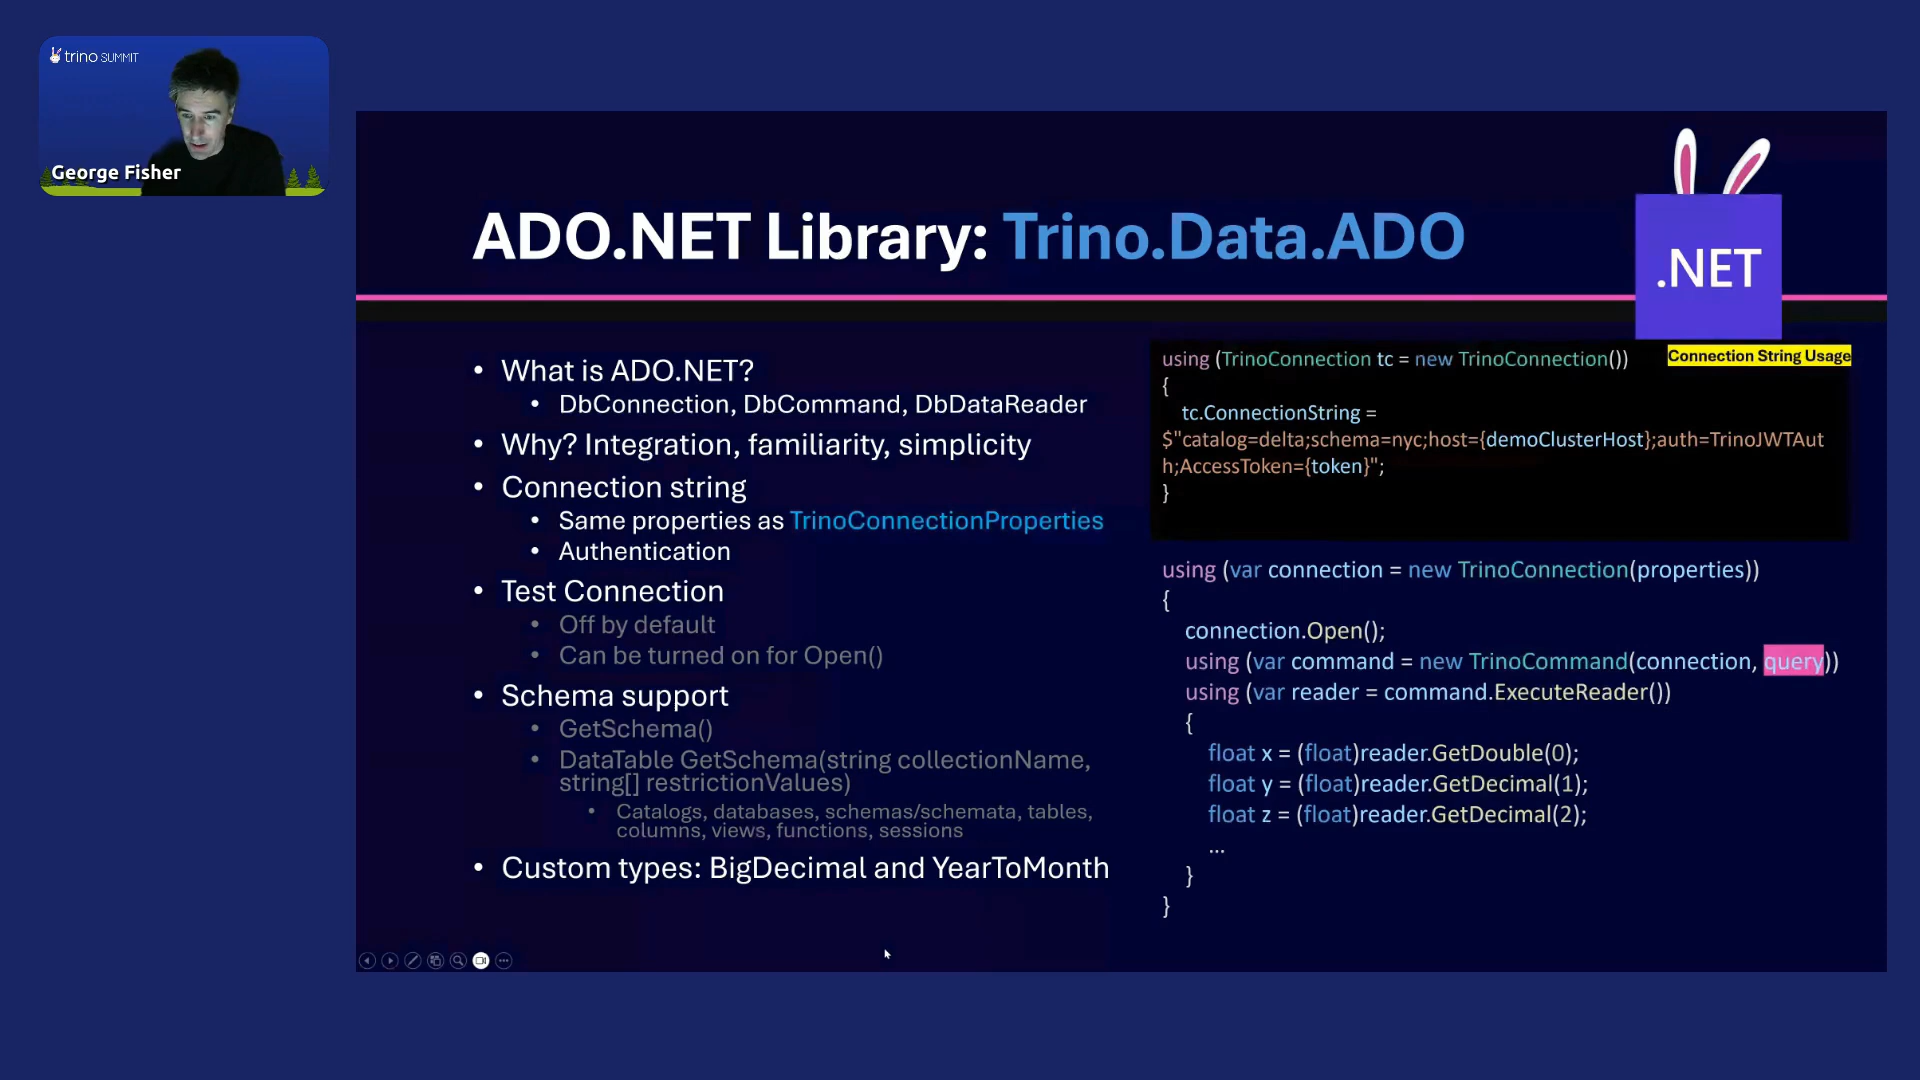 trino SUMMIT
George Fisher
ADO.NET Library: Trino.Data.ADO
.NET
• What is ADO.NET?
• DbConnection, DbCommand, DbDataReader
• Why? Integration, familiarity, simplicity
• Connection string
• Same properties as TrinoConnectionProperties
• Authentication
• Test Connection
• Off by default
• Can be turned on for Open()
• Schema support
• GetSchema()
• DataTable GetSchema(string collectionName,
string[] restrictionValues)
• Catalogs, databases, schemas/schemata, tables,
columns, views, functions, sessions
• Custom types: BigDecimal and YearToMonth
Connection String Usage
using (TrinoConnection tc = new TrinoConnection())
{
tc.ConnectionString =
$"catalog=delta;schema=nyc;host={demoClusterHost};auth=TrinoJWTAut
h;AccessToken={token}";
}
using (var connection = new TrinoConnection(properties))
{
connection.Open();
using (var command = new TrinoCommand(connection, query))
using (var reader = command.ExecuteReader())
{
float x = (float)reader.GetDouble(0);
float y = (float)reader.GetDecimal(1);
float z = (float)reader.GetDecimal(2);
...
}
}